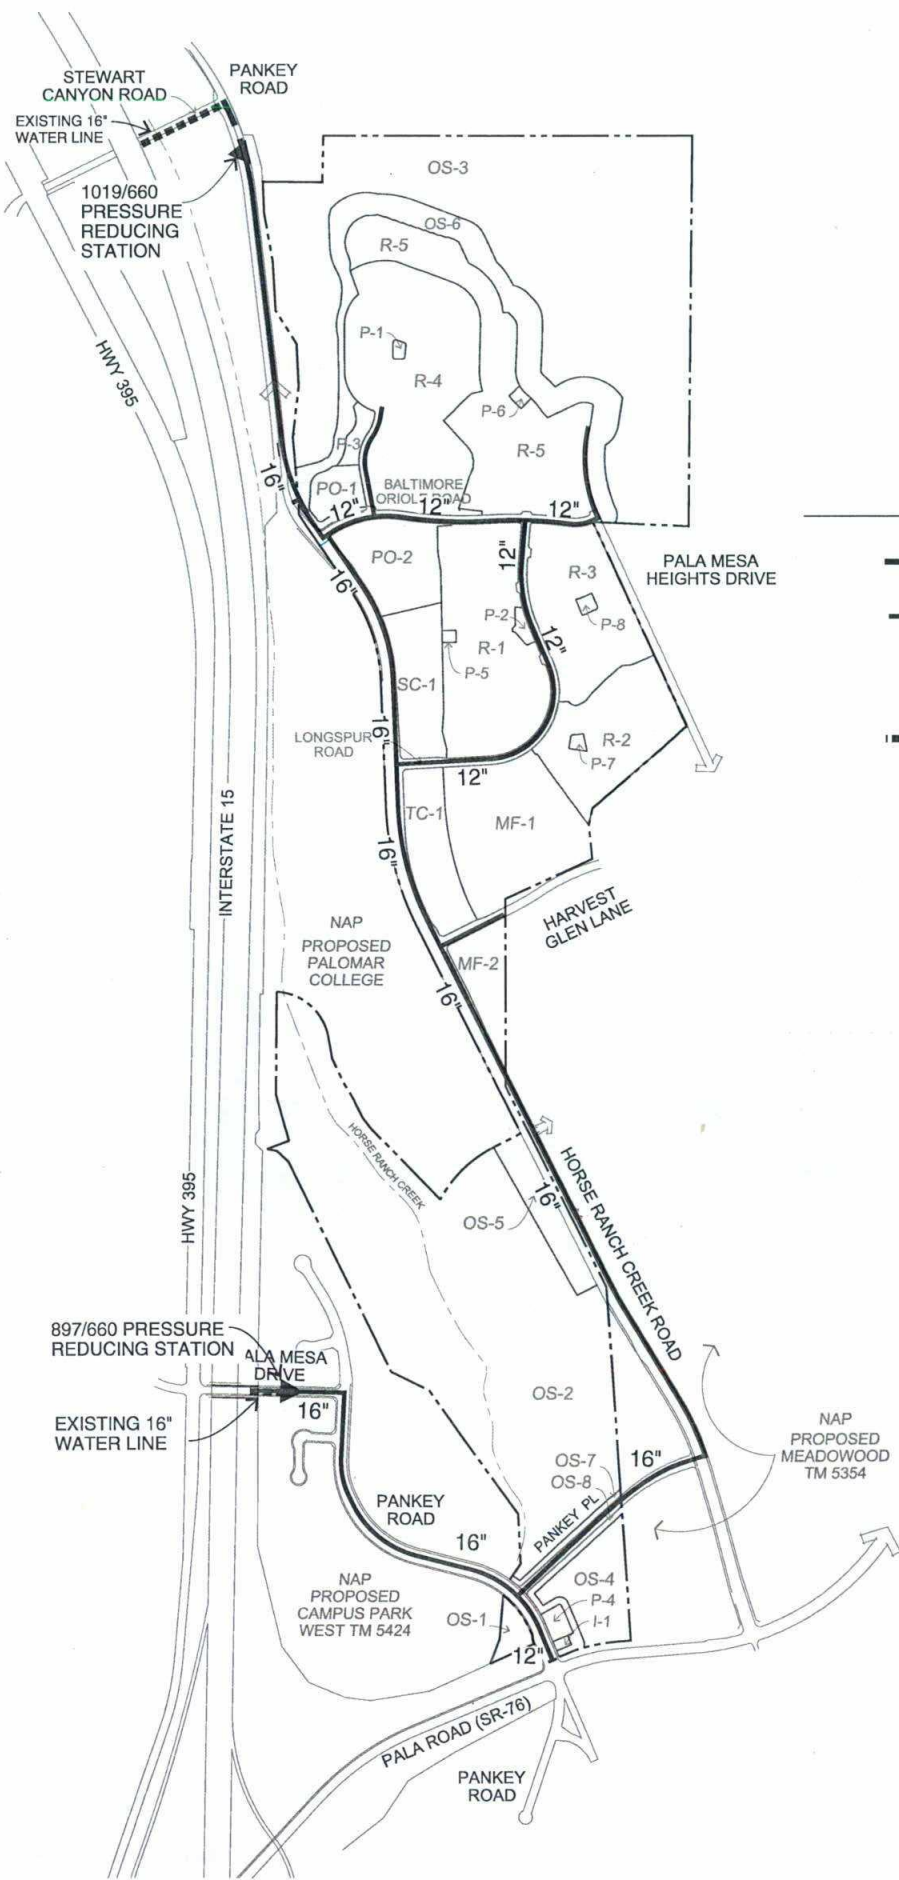 STEWART
CANYON ROAD
PANKEY
ROAD
EXISTING 16"
WATER LINE
OS-3
1019/660
PRESSURE
REDUCING
STATION
OS-6
R-5
P-1
HWY 395
R-4
P-6
R-5
P-3
16"
PO-1
BALTIMORE
ORIOLE ROAD
12"
12"
12"
12"
PO-2
PALA MESA
HEIGHTS DRIVE
R-3
16"
P-2
P-8
12"
R-1
P-5
SC-1
16"
LONGSPUR
ROAD
R-2
P-7
12"
INTERSTATE 15
TC-1
MF-1
16"
HARVEST
GLEN LANE
NAP
PROPOSED
PALOMAR
COLLEGE
MF-2
16"
HORSE RANCH CREEK
HWY 395
16"
OS-5
HORSE RANCH CREEK ROAD
897/660 PRESSURE
REDUCING STATION
ALA MESA
DRIVE
OS-2
16"
EXISTING 16"
WATER LINE
NAP
PROPOSED
MEADOWOOD
TM 5354
OS-7
OS-8
16"
PANKEY
ROAD
PANKEY PL
16"
NAP
PROPOSED
CAMPUS PARK
WEST TM 5424
OS-4
P-4
OS-1
I-1
12"
PALA ROAD (SR-76)
PANKEY
ROAD